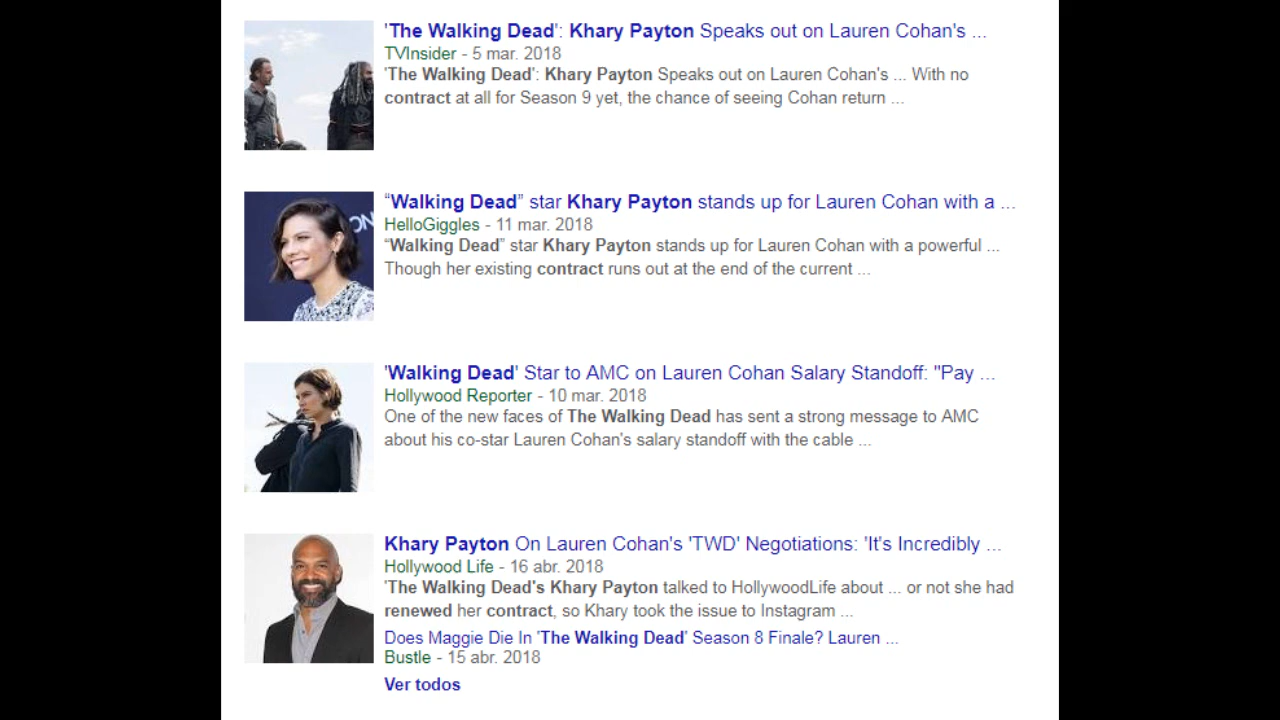 'The Walking Dead': Khary Payton Speaks out on Lauren Cohan's ...
TVInsider - 5 mar. 2018
'The Walking Dead': Khary Payton Speaks out on Lauren Cohan's ... With no
contract at all for Season 9 yet, the chance of seeing Cohan return ...
“Walking Dead” star Khary Payton stands up for Lauren Cohan with a ...
HelloGiggles - 11 mar. 2018
“Walking Dead” star Khary Payton stands up for Lauren Cohan with a powerful ...
Though her existing contract runs out at the end of the current ...
'Walking Dead' Star to AMC on Lauren Cohan Salary Standoff: "Pay ...
Hollywood Reporter - 10 mar. 2018
One of the new faces of The Walking Dead has sent a strong message to AMC
about his co-star Lauren Cohan's salary standoff with the cable ...
Khary Payton On Lauren Cohan's 'TWD' Negotiations: 'It's Incredibly ...
Hollywood Life - 16 abr. 2018
'The Walking Dead's Khary Payton talked to HollywoodLife about ... or not she had
renewed her contract, so Khary took the issue to Instagram ...
Does Maggie Die In 'The Walking Dead' Season 8 Finale? Lauren ...
Bustle - 15 abr. 2018
Ver todos